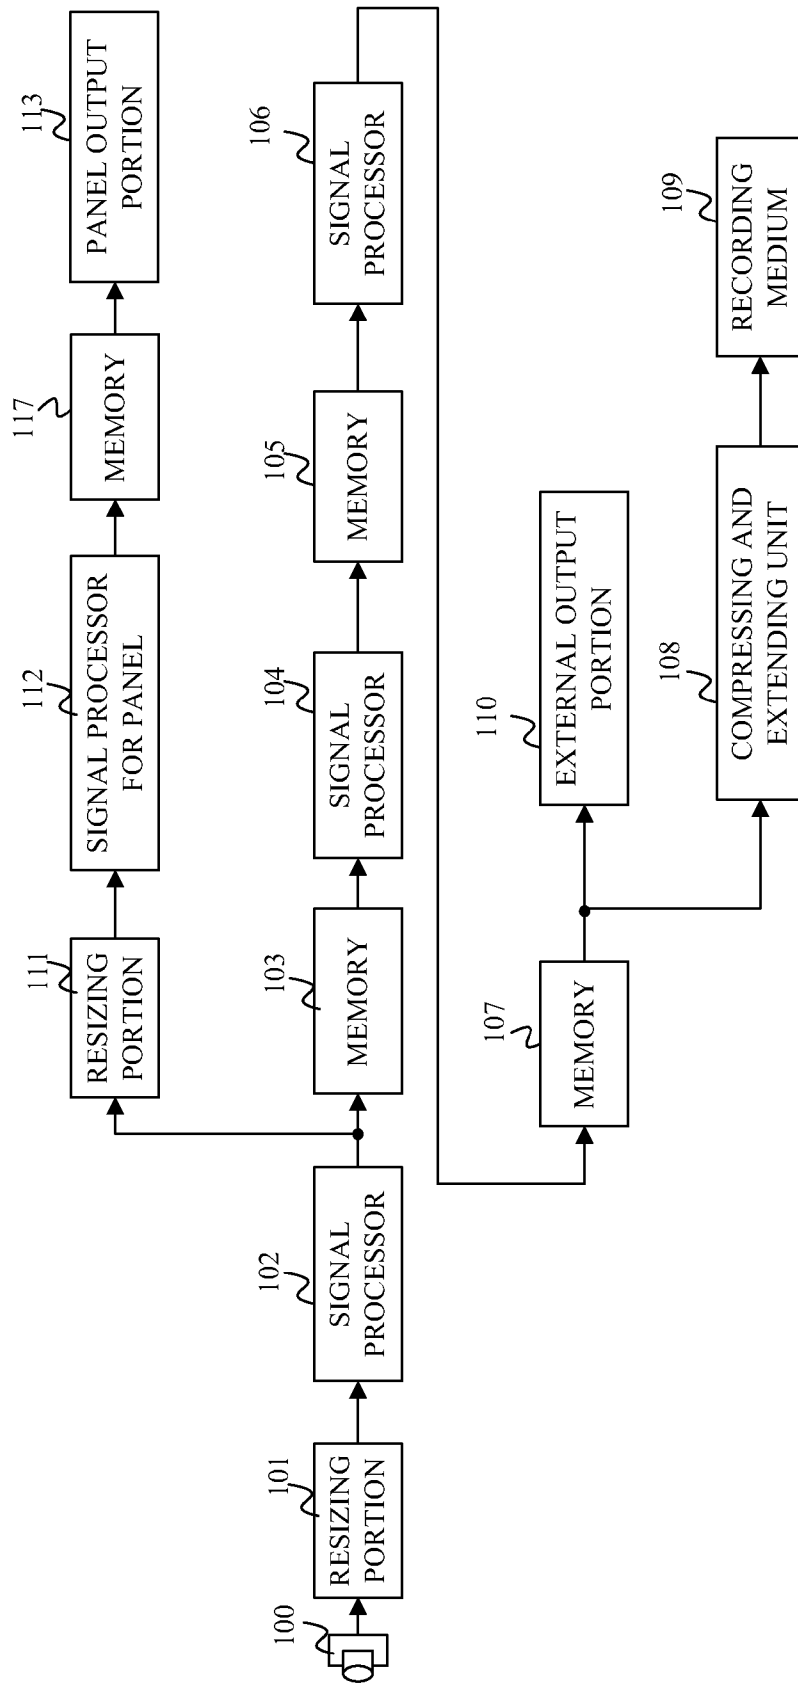 113
PANEL OUTPUT
PORTION
117
MEMORY
112
SIGNAL PROCESSOR
FOR PANEL
111
RESIZING
PORTION
100
101
RESIZING
PORTION
102
SIGNAL
PROCESSOR
103
MEMORY
104
SIGNAL
PROCESSOR
105
MEMORY
106
SIGNAL
PROCESSOR
107
MEMORY
110
EXTERNAL OUTPUT
PORTION
108
COMPRESSING AND
EXTENDING UNIT
109
RECORDING
MEDIUM